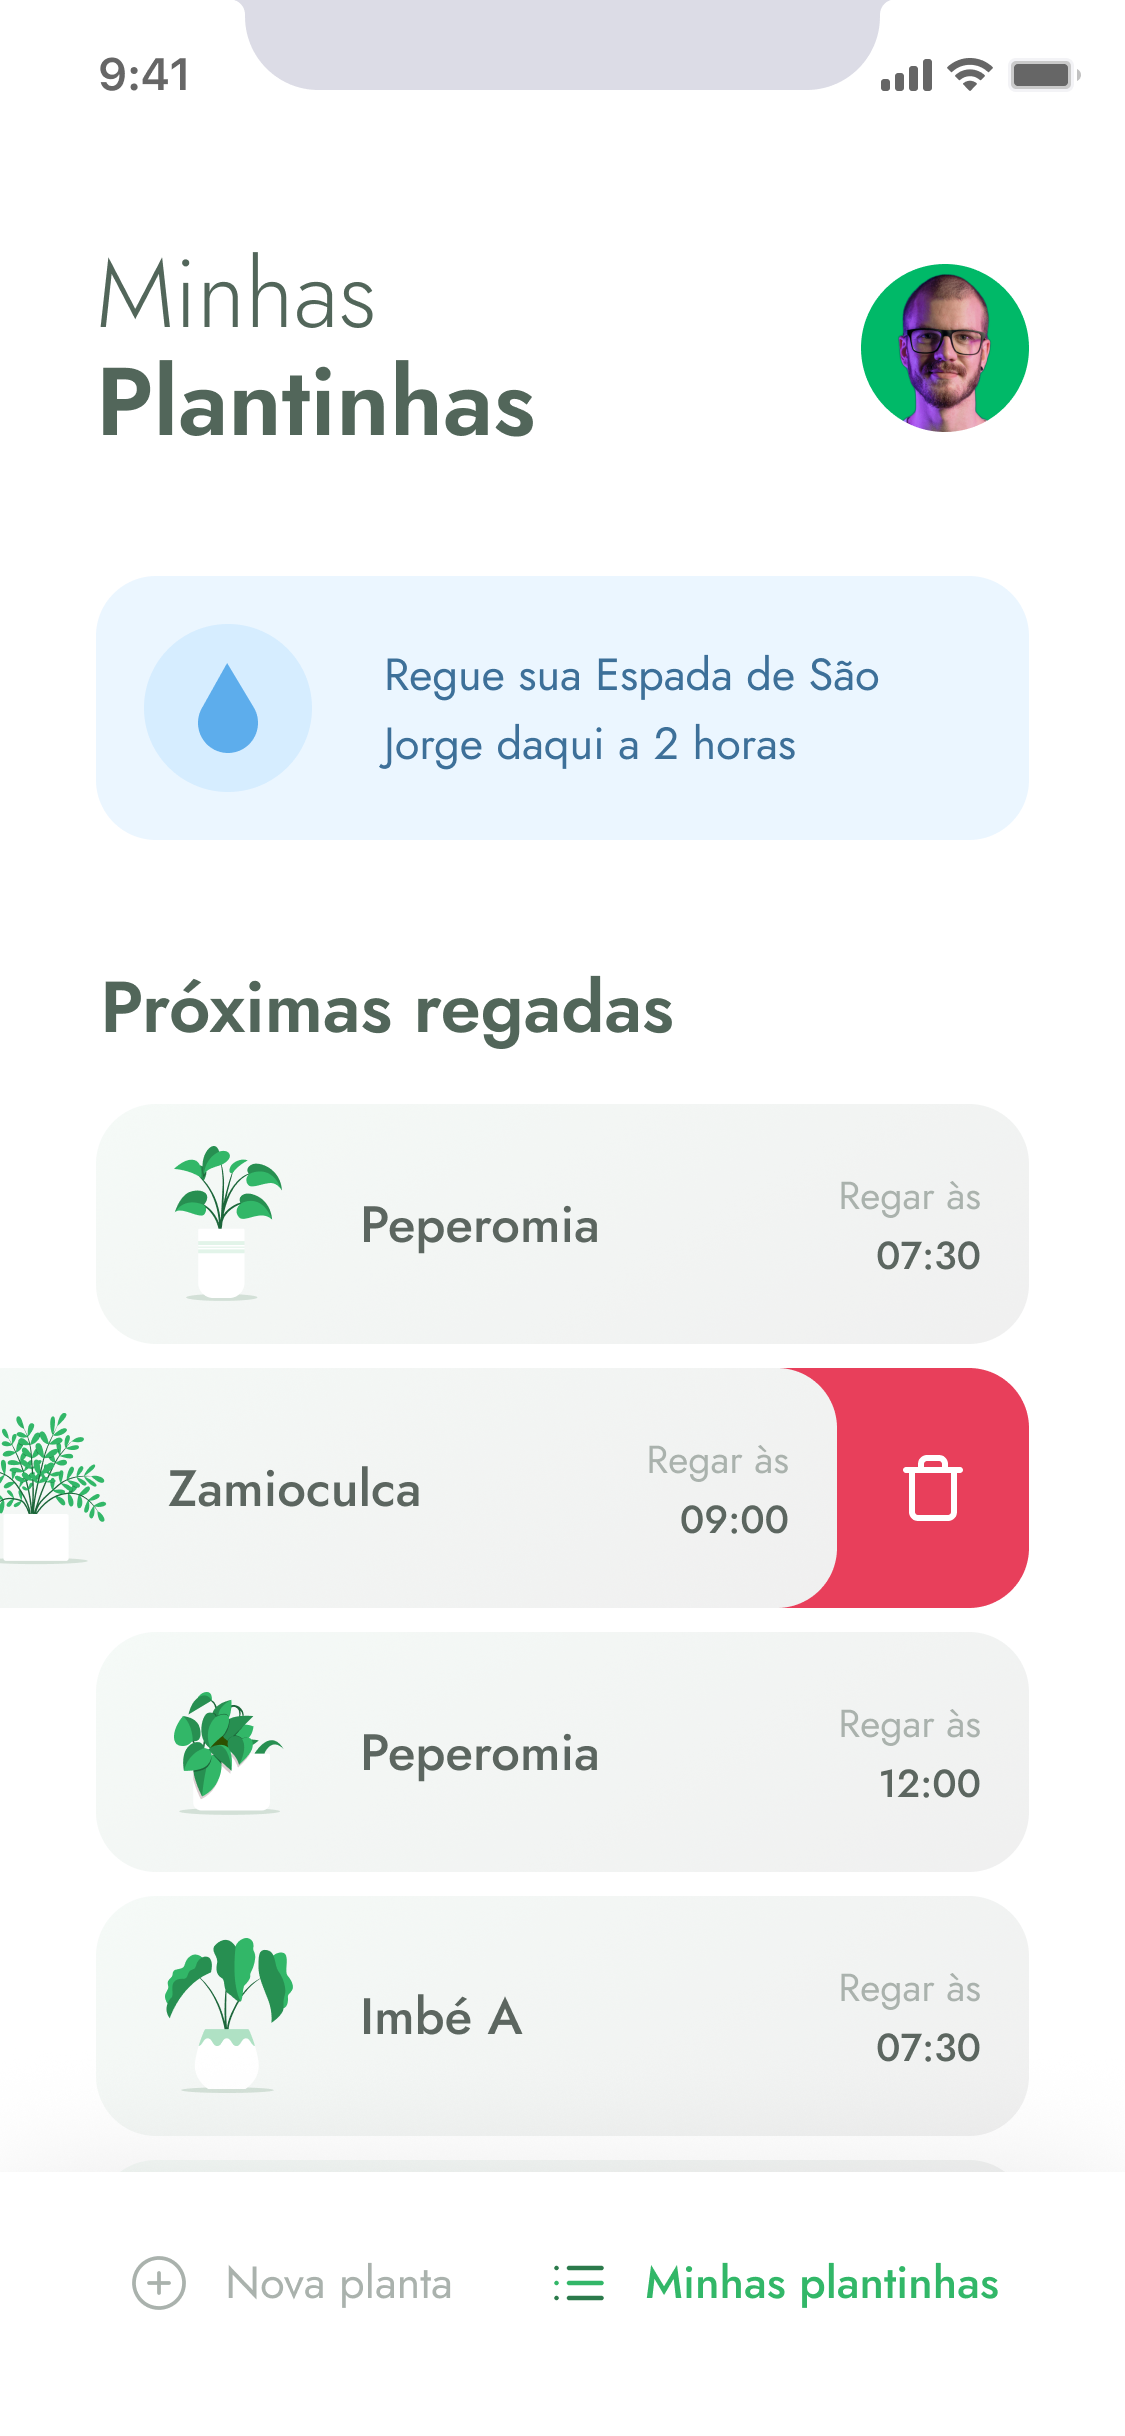 9:41
Minhas
Plantinhas
Regue sua Espada de São
Jorge daqui a 2 horas
Próximas regadas
Peperomia
Regar às
07:30
Zamioculca
Regar às
09:00
Peperomia
Regar às
12:00
Imbé A
Regar às
07:30
Nova planta
Minhas plantinhas